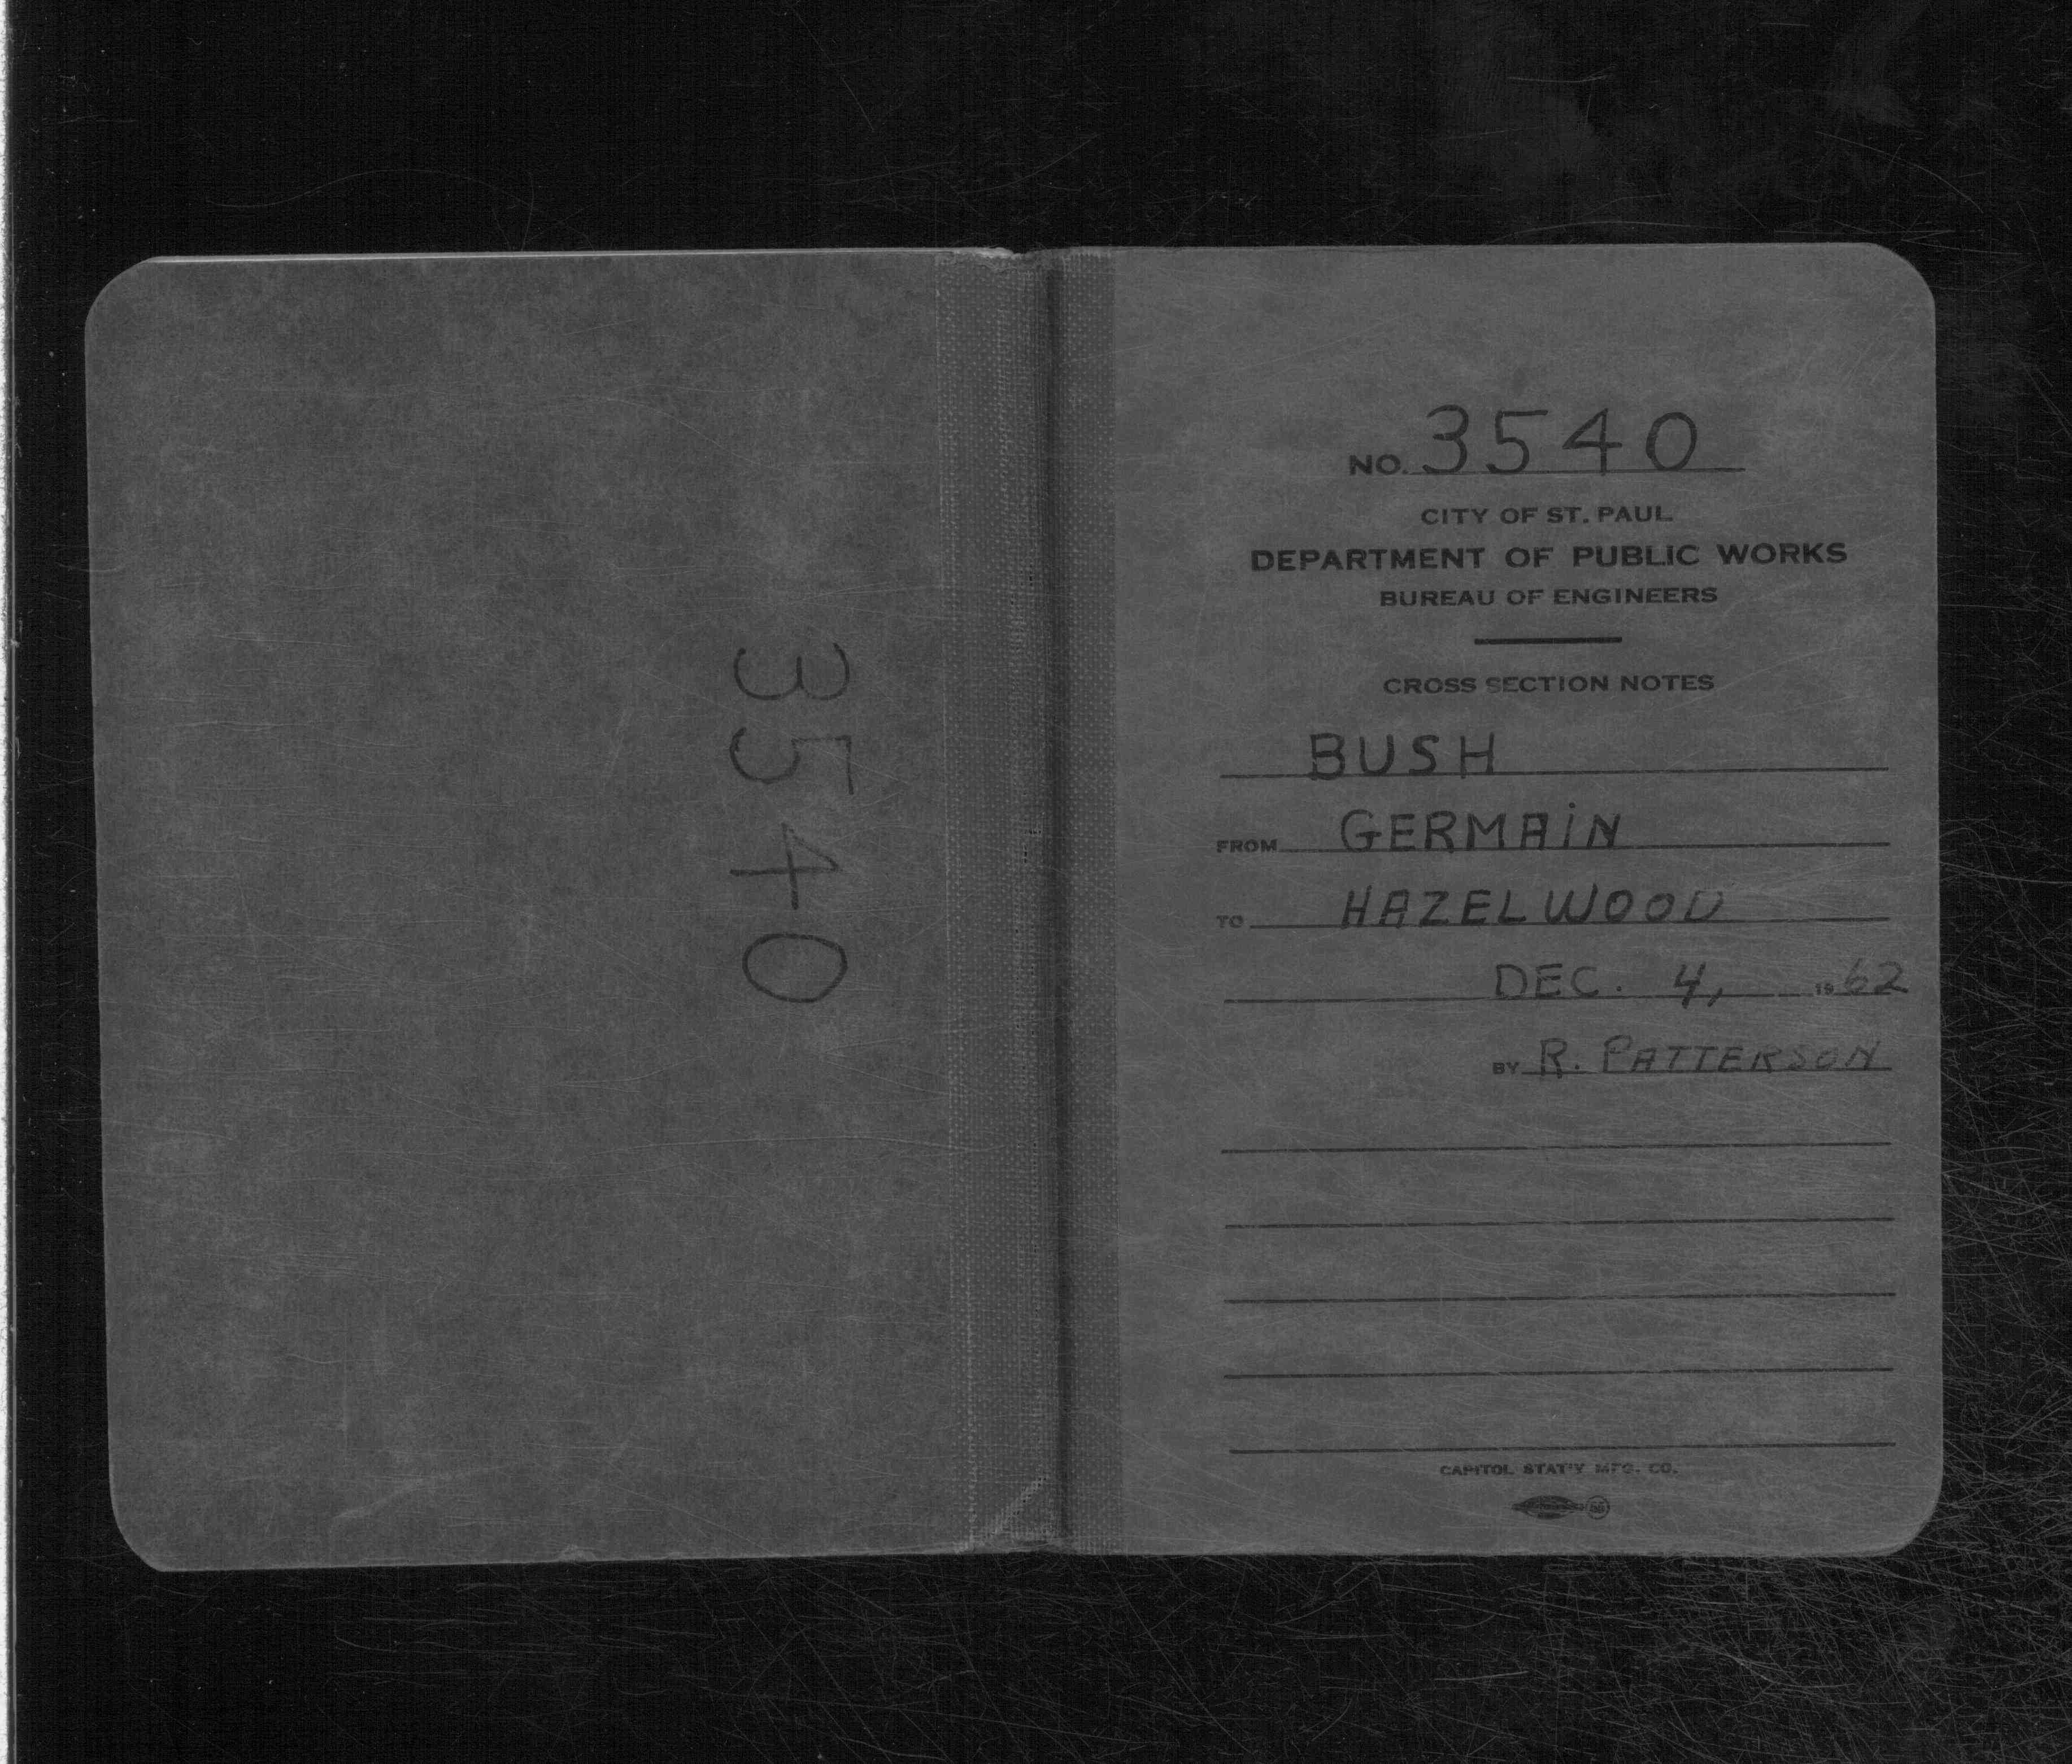 3540
NO. 3540
CITY OF ST. PAUL
DEPARTMENT OF PUBLIC WORKS
BUREAU OF ENGINEERS
CROSS SECTION NOTES
BUSH
FROM GERMAIN
TO HAZELWOOD
DEC. 4, 1962
BY R. PATTERSON
CAPITOL STAT'Y MFG. CO.